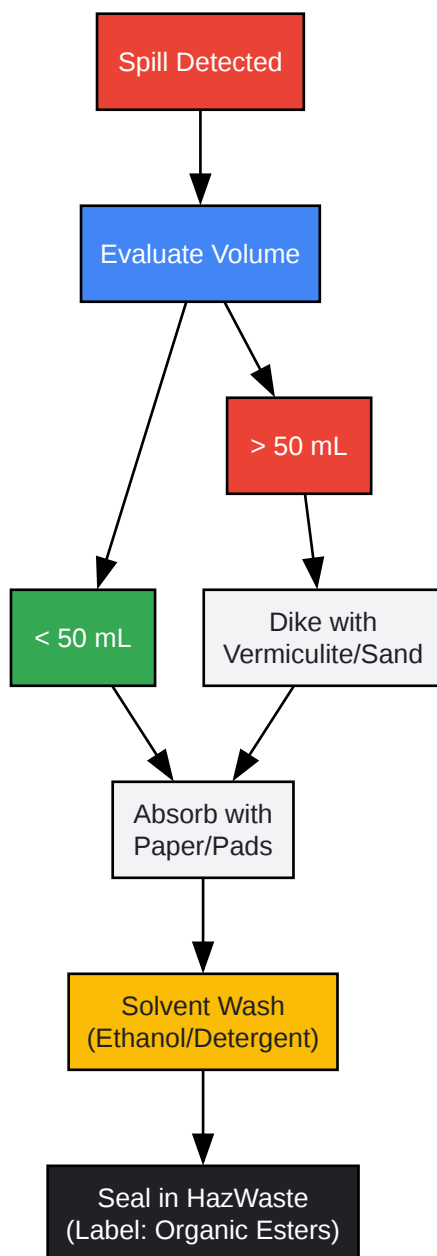 Spill Detected
Evaluate Volume
> 50 mL
< 50 mL
Dike with
Vermiculite/Sand
Absorb with
Paper/Pads
Solvent Wash
(Ethanol/Detergent)
Seal in HazWaste
(Label: Organic Esters)